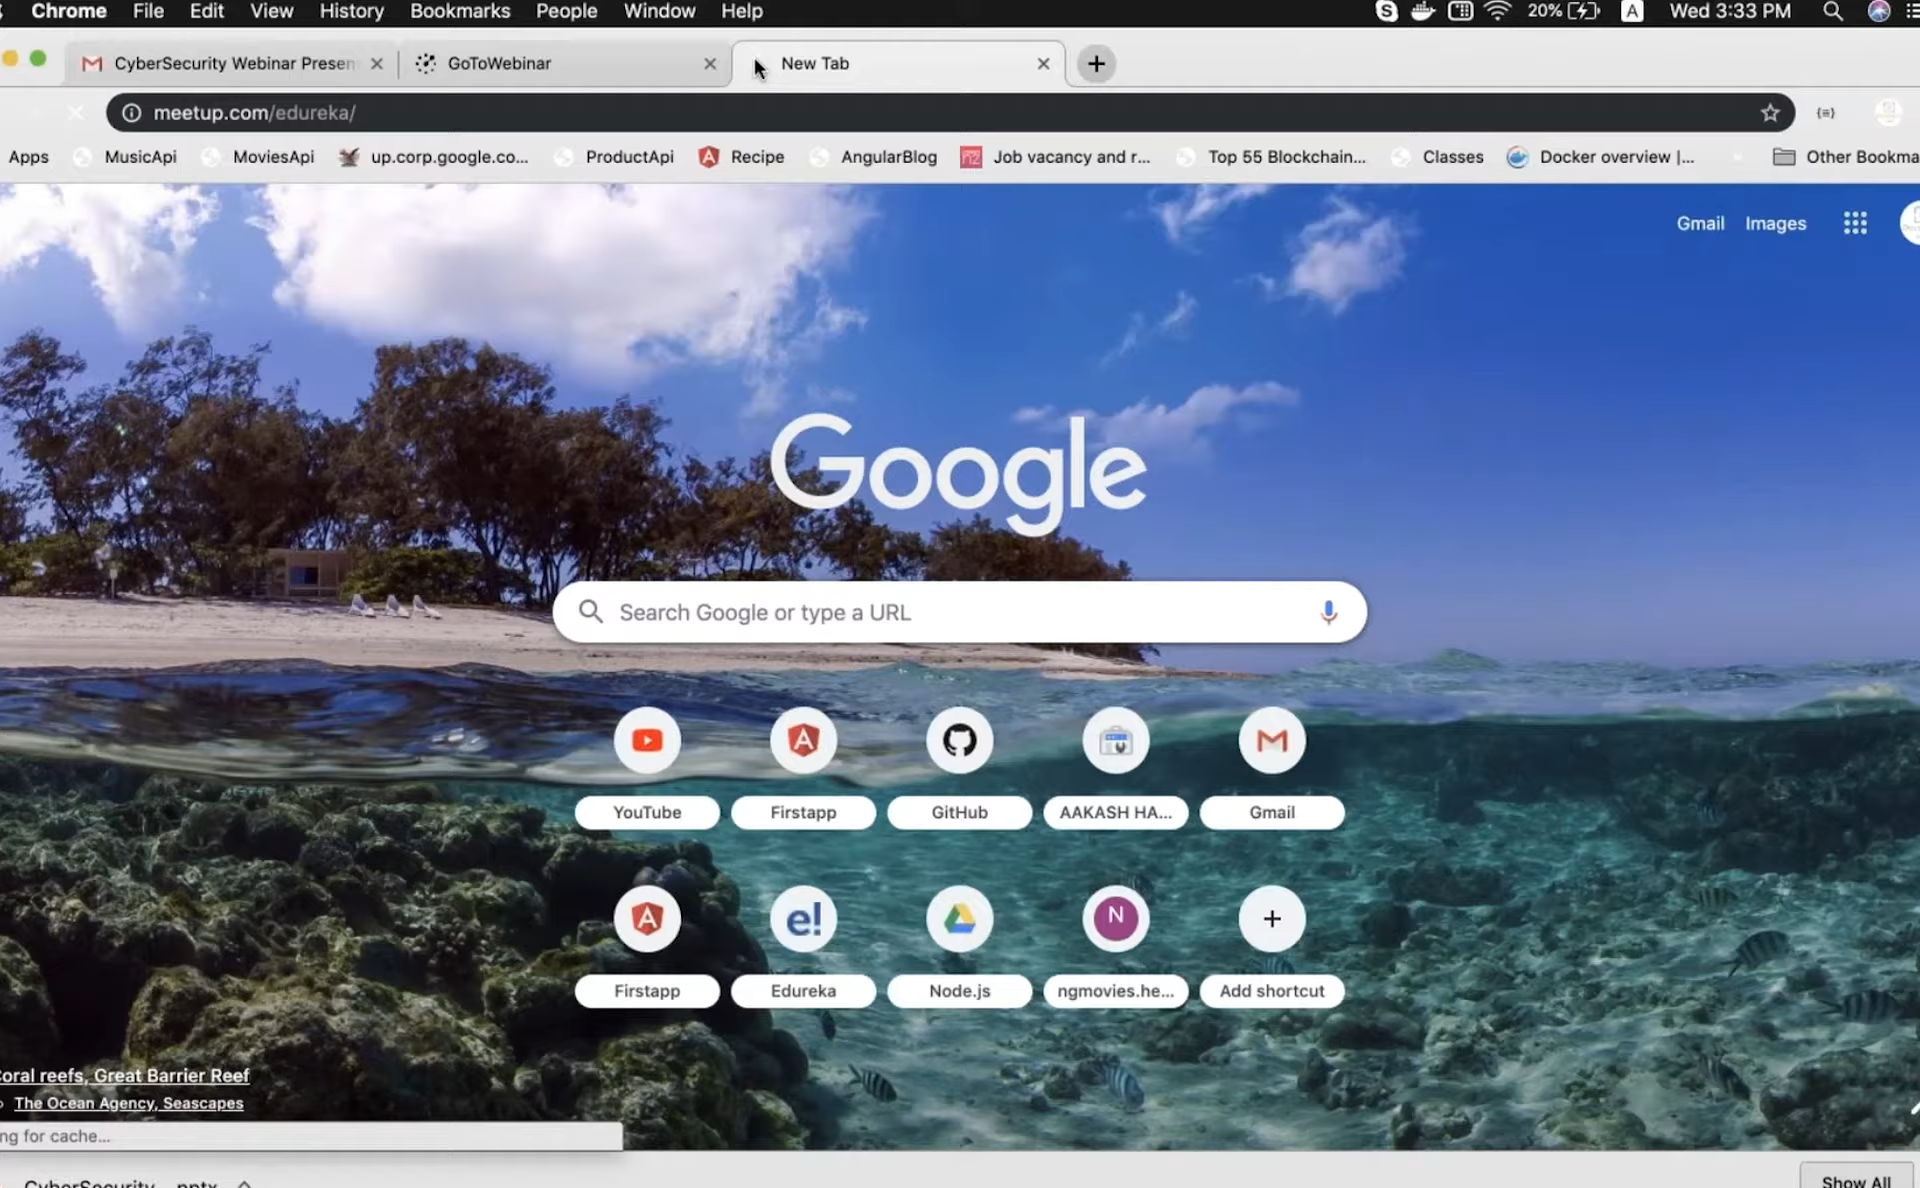 Chrome File Edit View History Bookmarks People Window Help 20% A Wed 3:33 PM
CyberSecurity Webinar Presen GoToWebinar New Tab
meetup.com/edureka/
Apps MusicApi MoviesApi up.corp.google.co... ProductApi Recipe AngularBlog Job vacancy and r... Top 55 Blockchain... Classes Docker overview |... Other Bookma
Gmail Images
Google
Search Google or type a URL
YouTube Firstapp GitHub AAKASH HA... Gmail
e! N
Firstapp Edureka Node.js ngmovies.he... Add shortcut
oral reefs, Great Barrier Reef
The Ocean Agency, Seascapes
ng for cache...
CyberSecurity....pptx Show All